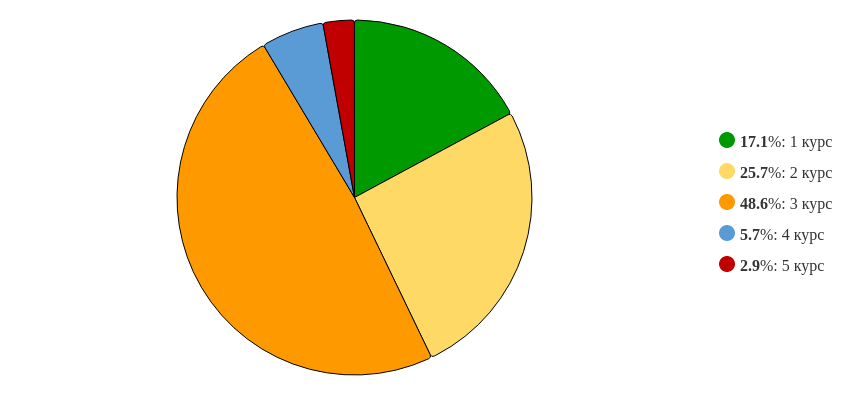 17.1%: 1 курс
25.7%: 2 курс
48.6%: 3 курс
5.7%: 4 курс
2.9%: 5 курс